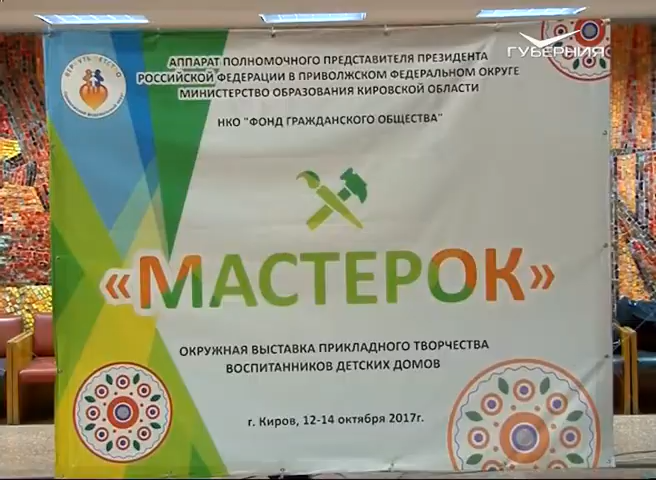 ГУБЕРНИЯ
АППАРАТ ПОЛНОМОЧНОГО ПРЕДСТАВИТЕЛЯ ПРЕЗИДЕНТА
РОССИЙСКОЙ ФЕДЕРАЦИИ В ПРИВОЛЖСКОМ ФЕДЕРАЛЬНОМ ОКРУГЕ
МИНИСТЕРСТВО ОБРАЗОВАНИЯ КИРОВСКОЙ ОБЛАСТИ
НКО "ФОНД ГРАЖДАНСКОГО ОБЩЕСТВА"
«МАСТЕРОК»
ОКРУЖНАЯ ВЫСТАВКА ПРИКЛАДНОГО ТВОРЧЕСТВА
ВОСПИТАННИКОВ ДЕТСКИХ ДОМОВ
г. Киров, 12-14 октября 2017г.